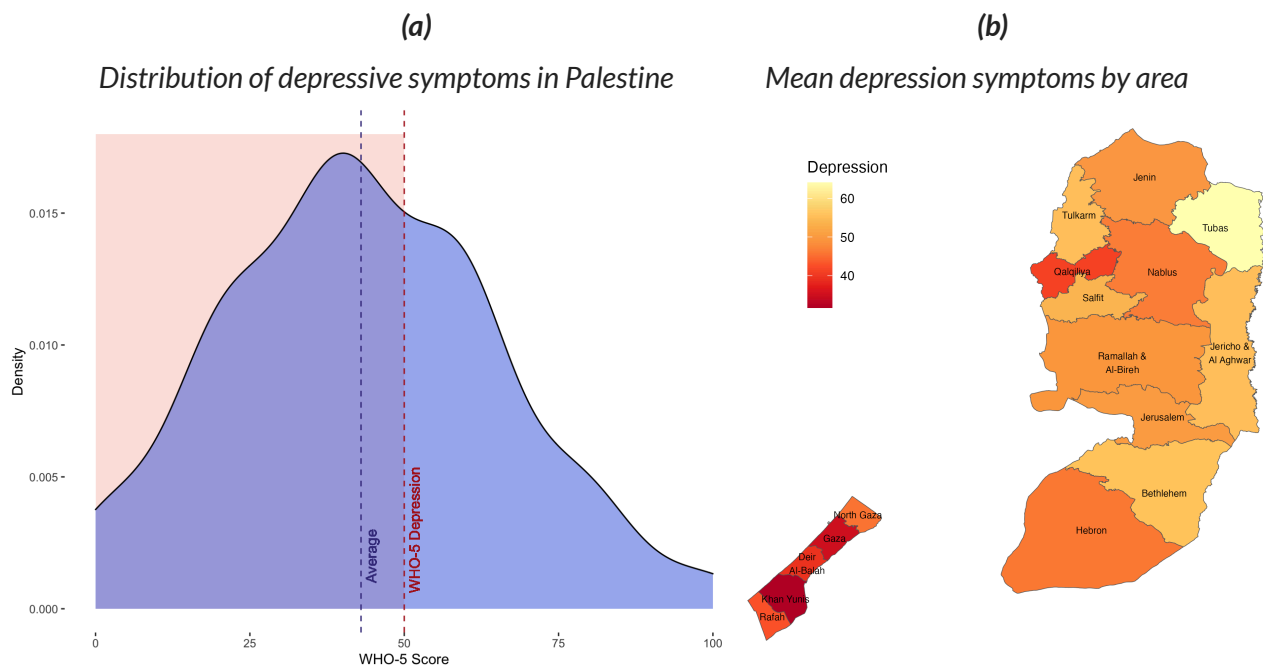 (a)
Distribution of depressive symptoms in Palestine
Density
0.015
0.010
0.005
0.000
Average
WHO-5 Depression
0
25
50
75
100
WHO-5 Score
(b)
Mean depression symptoms by area
Depression
60
50
40
Jenin
Tulkarm
Tubas
Qalqiliya
Nablus
Salfit
Ramallah &
Al-Bireh
Jericho &
Al Aghwar
Jerusalem
Bethlehem
Hebron
North Gaza
Gaza
Deir
Al-Balah
Khan Yunis
Rafah